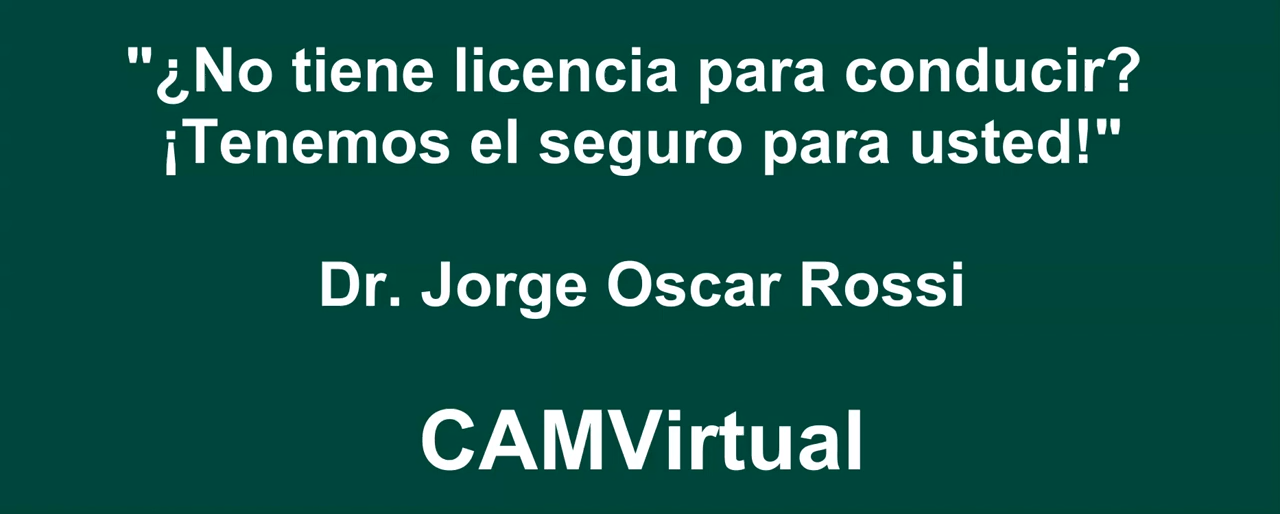 "¿No tiene licencia para conducir?
¡Tenemos el seguro para usted!"
Dr. Jorge Oscar Rossi
CAMVirtual